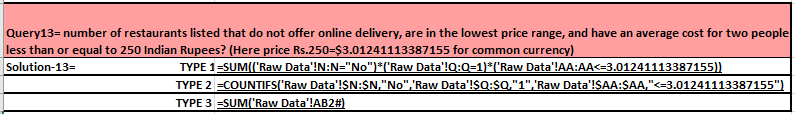 Query13= number of restaurants listed that do not offer online delivery, are in the lowest price range, and have an average cost for two people
less than or equal to 250 Indian Rupees? (Here price Rs.250=$3.01241113387155 for common currency)
Solution-13= TYPE 1 =SUM(('Raw Data'!N:N="No")*('Raw Data'!Q:Q=1)*('Raw Data'!AA:AA<=3.01241113387155))
TYPE 2 =COUNTIFS('Raw Data'!$N:$N,"No",'Raw Data'!$Q:$Q,"1",'Raw Data'!$AA:$AA,"<=3.01241113387155")
TYPE 3 =SUM('Raw Data'!AB2#)